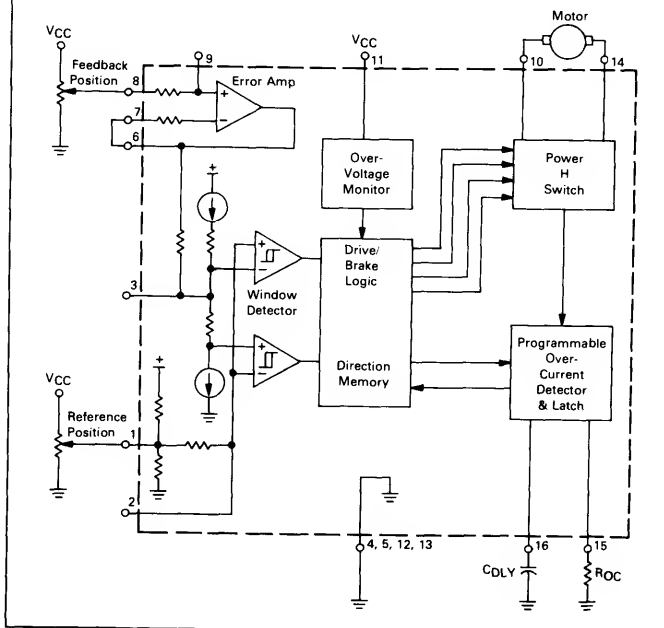 Motor
VCC
VCC
Feedback
Position
9
8
Error Amp
11
10
14
+
7
−
6
Over-
Voltage
Monitor
Power
H
Switch
+
+
−
Drive/
Brake
Logic
3
Window
Detector
+
−
Direction
Memory
Programmable
Over-
Current
Detector
& Latch
VCC
+
Reference
Position
1
2
4, 5, 12, 13
16
15
CDLY
ROC